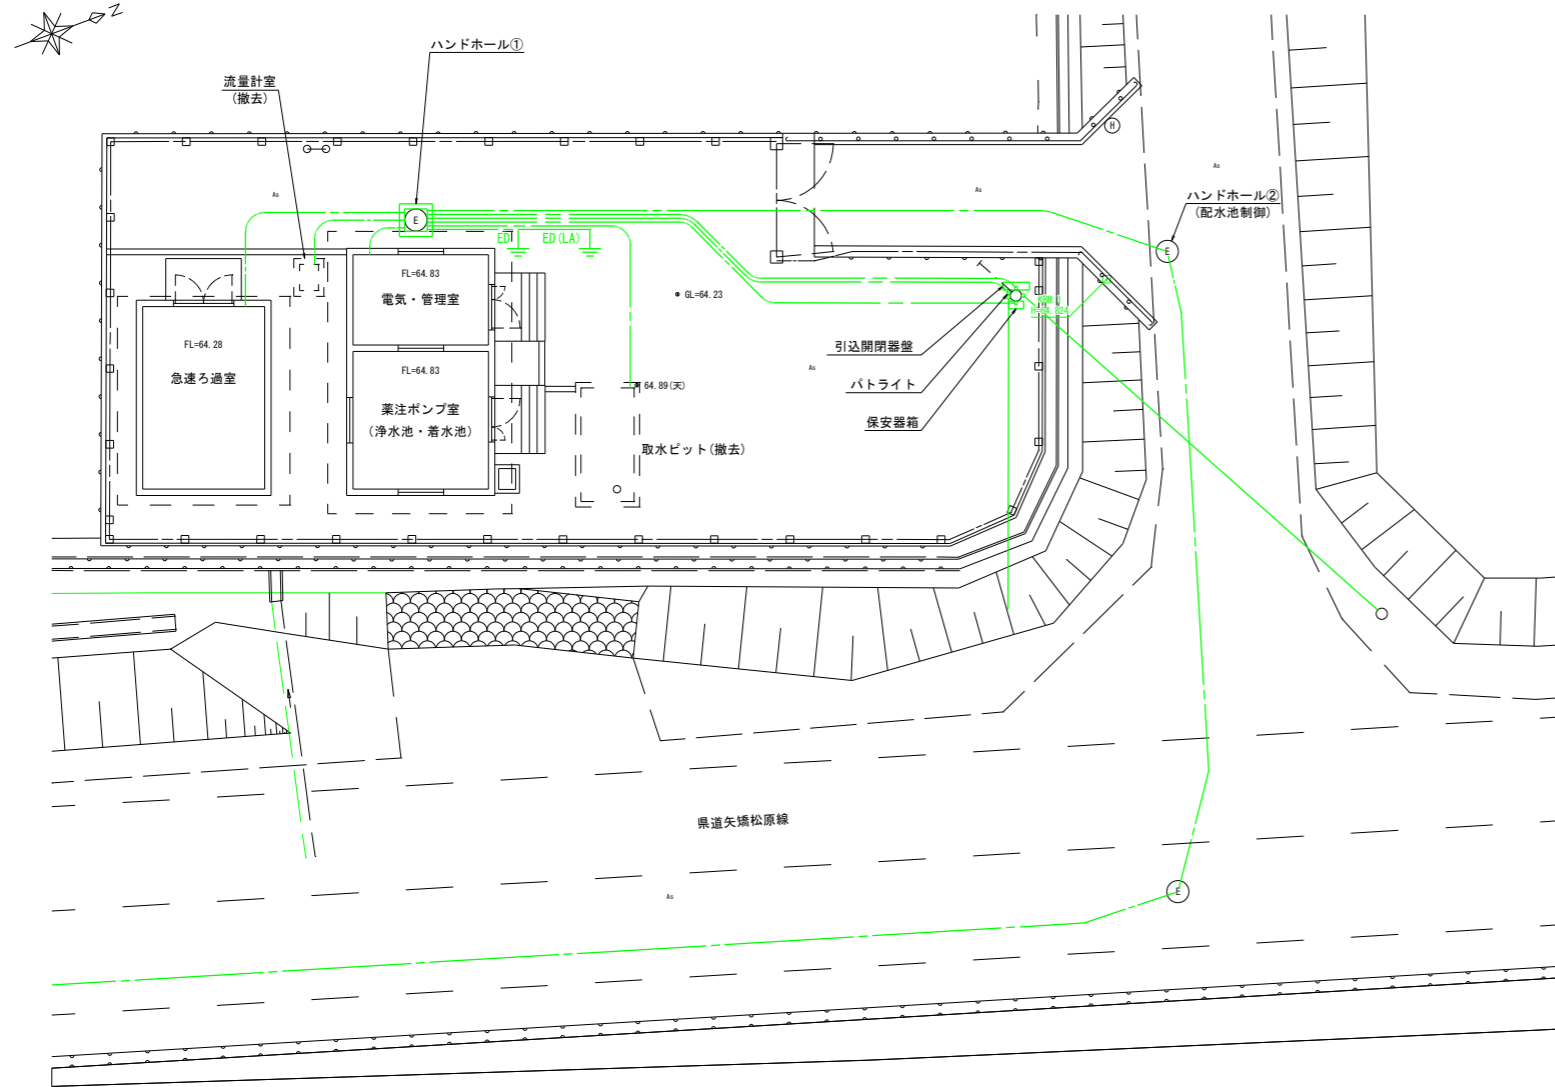 N
ハンドホール①
流量計室
(撤去)
H
As
As
As
ハンドホール②
(配水池制御)
E
E
ED
ED(LA)
FL=64.83
電気・管理室
GL=64.23
KBM.1
H=64.824
引込開閉器盤
FL=64.28
急速ろ過室
FL=64.83
As
パトライト
64.89(天)
薬注ポンプ室
(浄水池・着水池)
保安器箱
取水ピット(撤去)
県道矢矯松原線
As
E